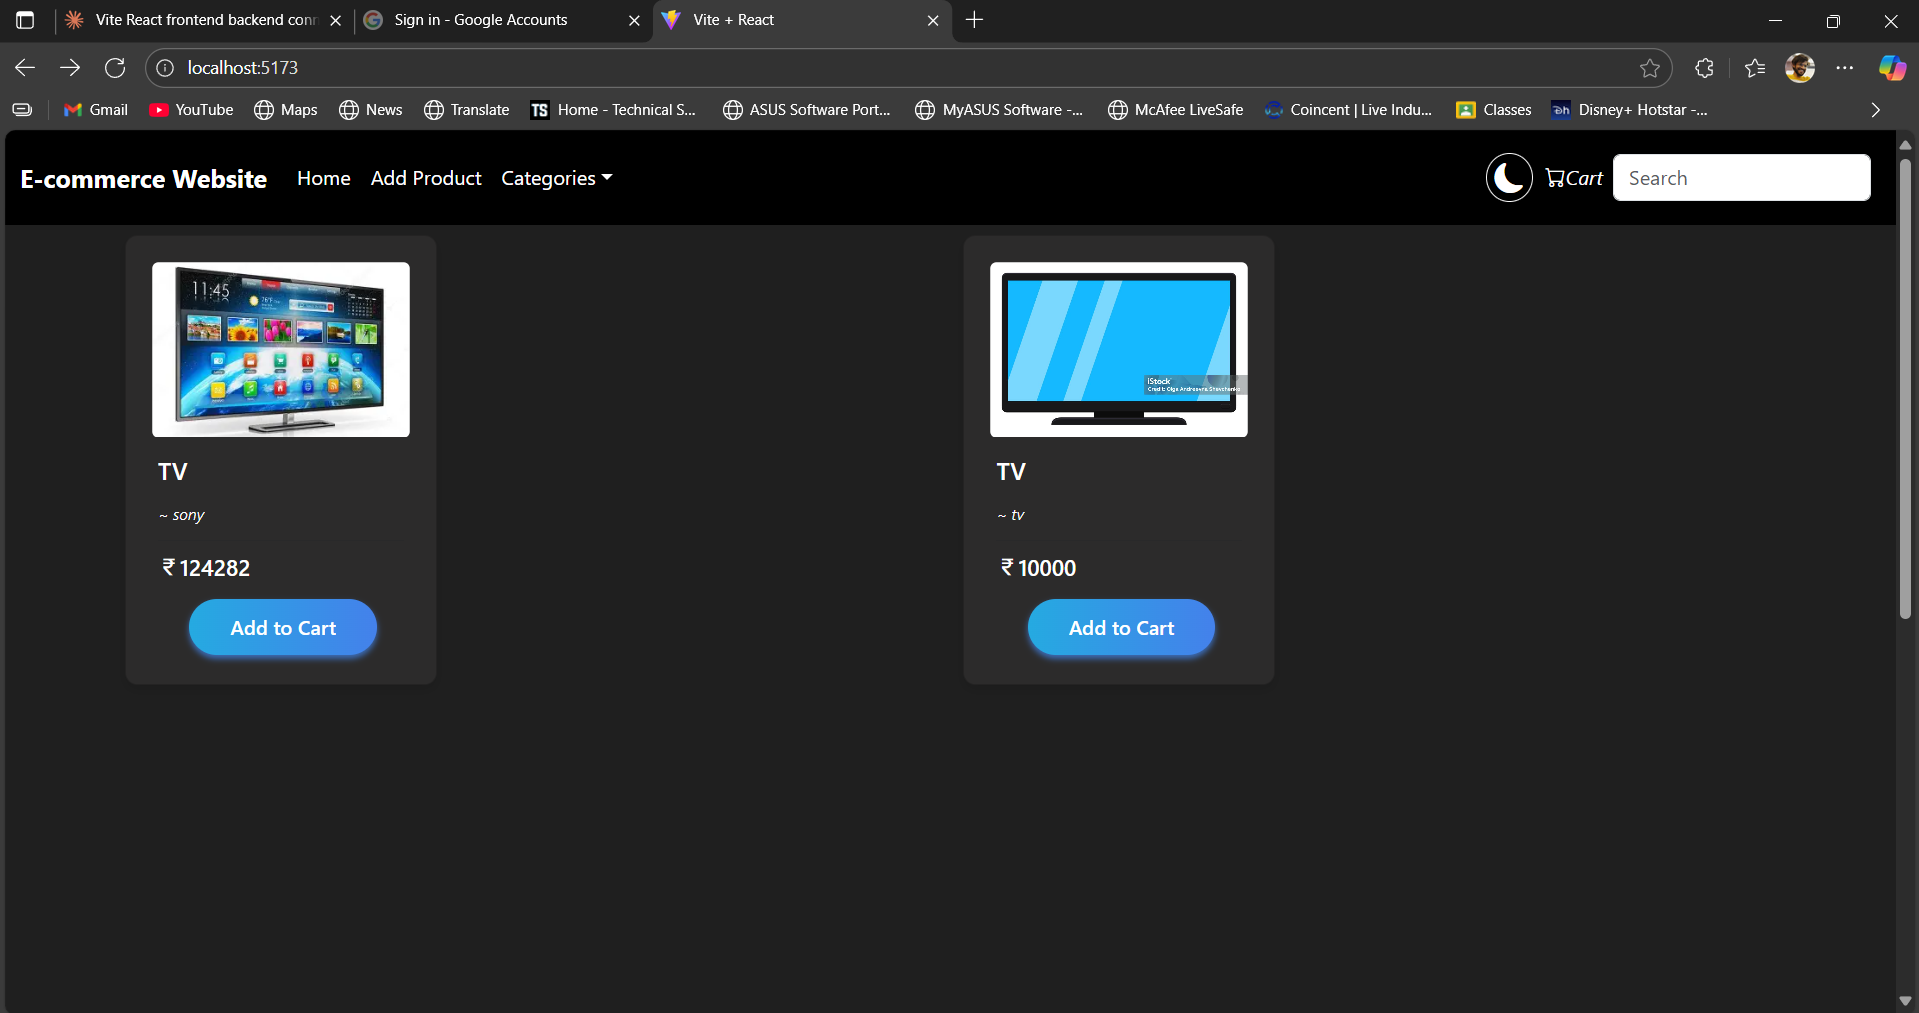 Vite React frontend backend conn
Sign in - Google Accounts
Vite + React
localhost:5173
Gmail
YouTube
Maps
News
Translate
TS
Home - Technical S...
ASUS Software Port...
MyASUS Software -...
McAfee LiveSafe
Coincent | Live Indu...
Classes
Disney+ Hotstar -...
E-commerce Website
Home
Add Product
Categories
Cart
Search
11:45
iStock
TV
~ sony
₹ 124282
Add to Cart
TV
~ tv
₹ 10000
Add to Cart